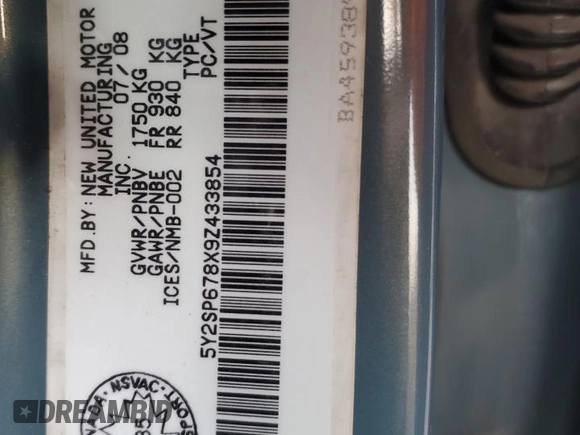 MFD.BY: NEW UNITED MOTOR
MANUFACTURING
INC. 07/08
GVWR/PNBV 1750 KG
GAWR/PNBE FR 930 KG
ICES/NMB-002 RR 840 KG
TYPE
PC/VT
5Y2SP678X9Z433854
NSVAC
DREAMBID